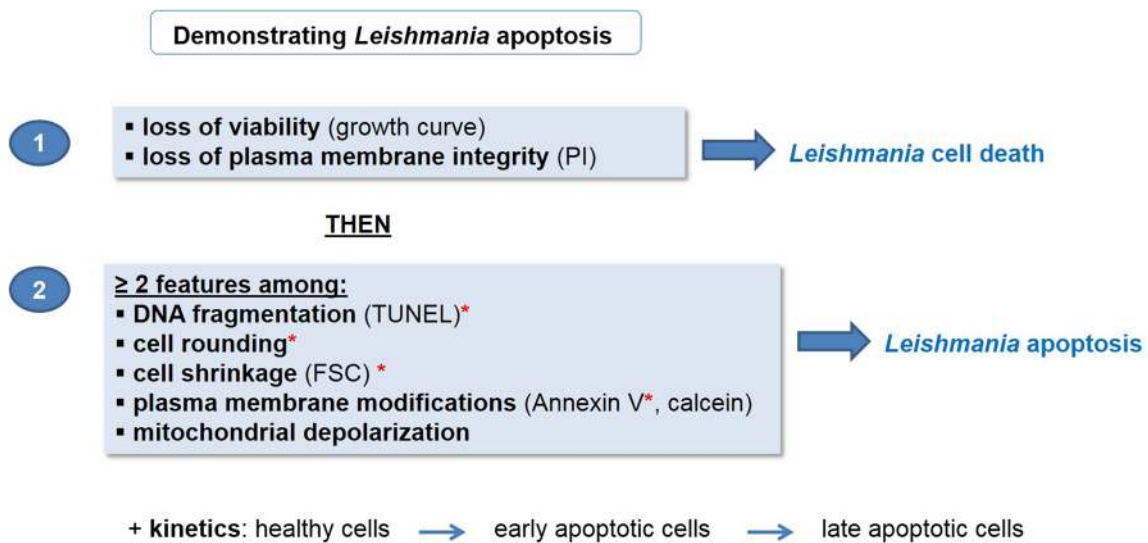 Demonstrating Leishmania apoptosis
1
▪ loss of viability (growth curve)
▪ loss of plasma membrane integrity (PI)
Leishmania cell death
THEN
2
≥ 2 features among:
▪ DNA fragmentation (TUNEL)*
▪ cell rounding*
▪ cell shrinkage (FSC) *
▪ plasma membrane modifications (Annexin V*, calcein)
▪ mitochondrial depolarization
Leishmania apoptosis
+ kinetics: healthy cells → early apoptotic cells → late apoptotic cells